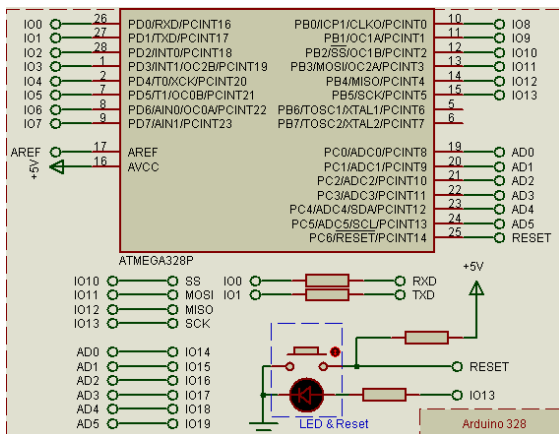 IO0 26 PD0/RXD/PCINT16 PB0/ICP1/CLKO/PCINT0 10 IO8
IO1 27 PD1/TXD/PCINT17 PB1/OC1A/PCINT1 11 IO9
IO2 28 PD2/INT0/PCINT18 PB2/SS/OC1B/PCINT2 12 IO10
IO3 1 PD3/INT1/OC2B/PCINT19 PB3/MOSI/OC2A/PCINT3 13 IO11
IO4 2 PD4/T0/XCK/PCINT20 PB4/MISO/PCINT4 14 IO12
IO5 7 PD5/T1/OC0B/PCINT21 PB5/SCK/PCINT5 15 IO13
IO6 8 PD6/AIN0/OC0A/PCINT22 PB6/TOSC1/XTAL1/PCINT6 5
IO7 9 PD7/AIN1/PCINT23 PB7/TOSC2/XTAL2/PCINT7 6
AREF 17 AREF PC0/ADC0/PCINT8 19 AD0
+5V 16 AVCC PC1/ADC1/PCINT9 20 AD1
PC2/ADC2/PCINT10 21 AD2
PC3/ADC3/PCINT11 22 AD3
PC4/ADC4/SDA/PCINT12 23 AD4
PC5/ADC5/SCL/PCINT13 24 AD5
PC6/RESET/PCINT14 25 RESET
ATMEGA328P
+5V
IO10 SS IO0 RXD
IO11 MOSI IO1 TXD
IO12 MISO
IO13 SCK
AD0 IO14
AD1 IO15 RESET
AD2 IO16
AD3 IO17 IO13
AD4 IO18
AD5 IO19 LED & Reset Arduino 328